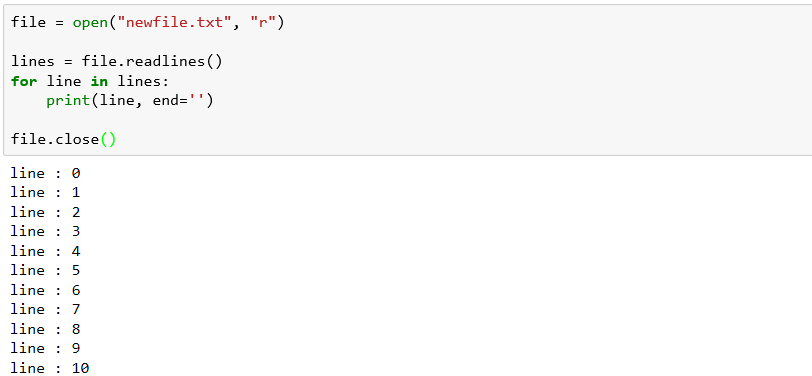 file = open("newfile.txt", "r")
lines = file.readlines()
for line in lines:
    print(line, end='')
file.close()
line : 0
line : 1
line : 2
line : 3
line : 4
line : 5
line : 6
line : 7
line : 8
line : 9
line : 10